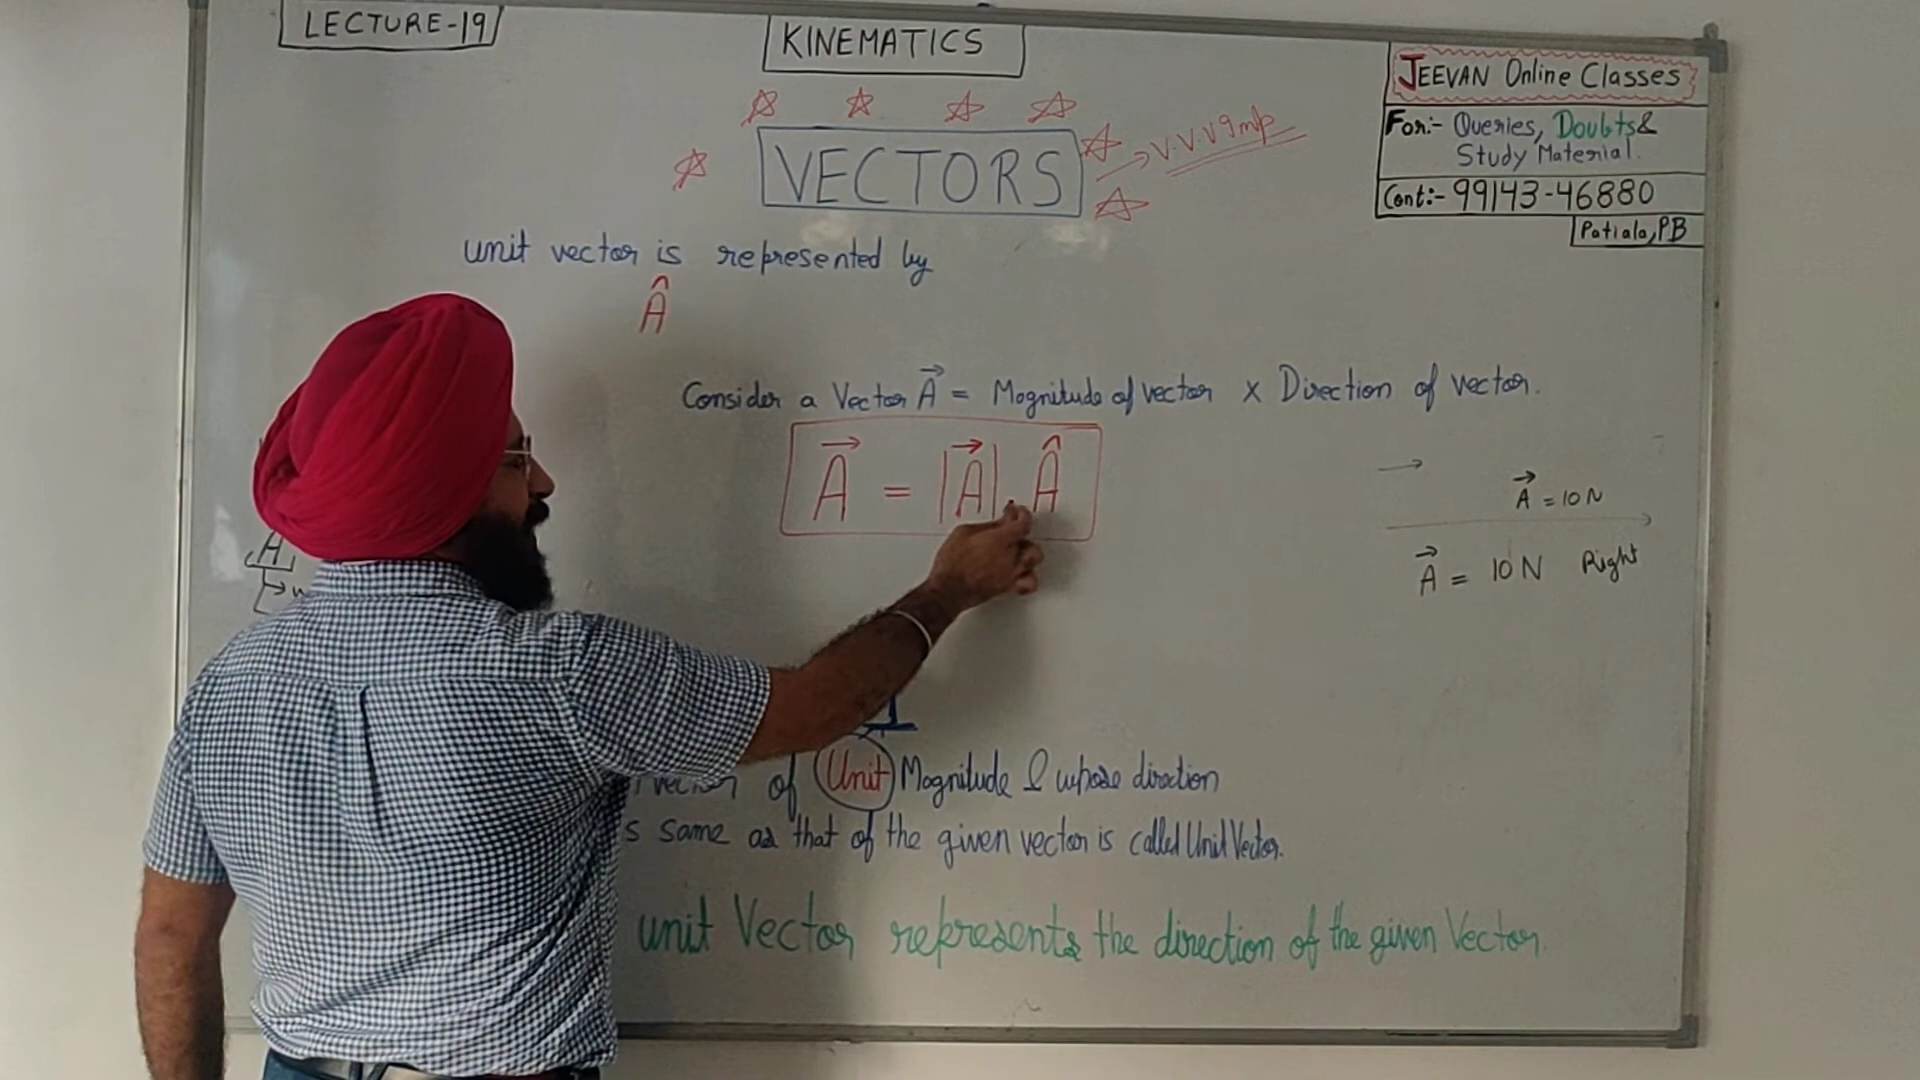 LECTURE-19
KINEMATICS
JEEVAN Online Classes
For:- Queries, Doubts &
Study Material.
Cont:- 99143-46880
Patiala, PB
VECTORS
V.V.V Imp
unit vector is represented by
Â
Consider a Vector A⃗ = Magnitude of vector × Direction of vector.
A⃗ = |A⃗| . Â
A⃗ = 10 N
A⃗ = 10 N Right
of Unit Magnitude & whose direction
same as that of the given vector is called Unit Vector.
unit Vector represents the direction of the given Vector.